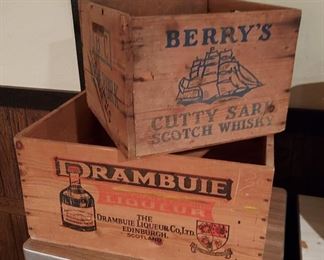 BERRY'S
CUTTY SARK
SCOTCH WHISKY
DRAMBUIE
LIQUEUR
THE
DRAMBUIE LIQUEUR CO., LTD.
EDINBURGH,
SCOTLAND